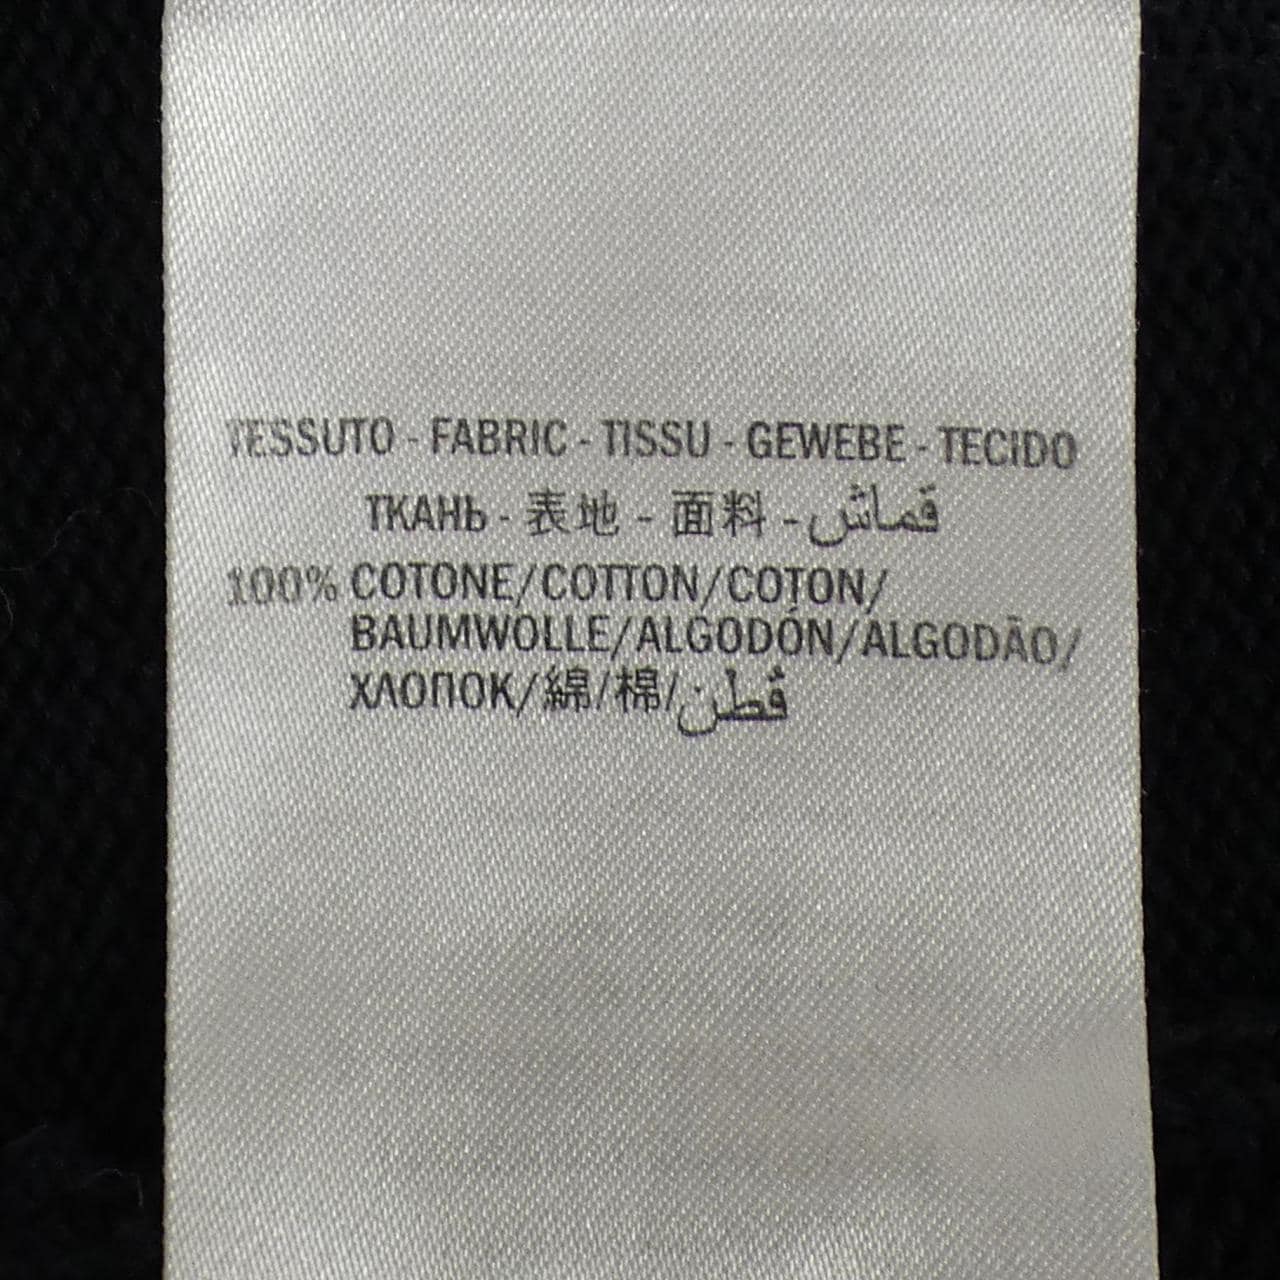 TESSUTO - FABRIC - TISSU - GEWEBE - TECIDO
ТКАНЬ - 表地 - 面料 - قماش
100% COTONE/COTTON/COTON/
BAUMWOLLE/ALGODÓN/ALGODÃO/
ХЛОПОК/綿/棉/قطن